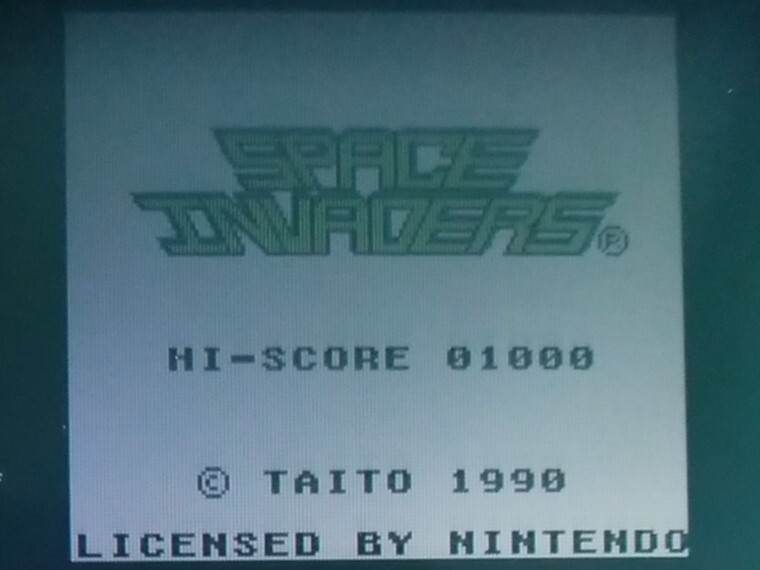 SPACE
INVADERS®
HI-SCORE 01000
© TAITO 1990
LICENSED BY NINTENDO